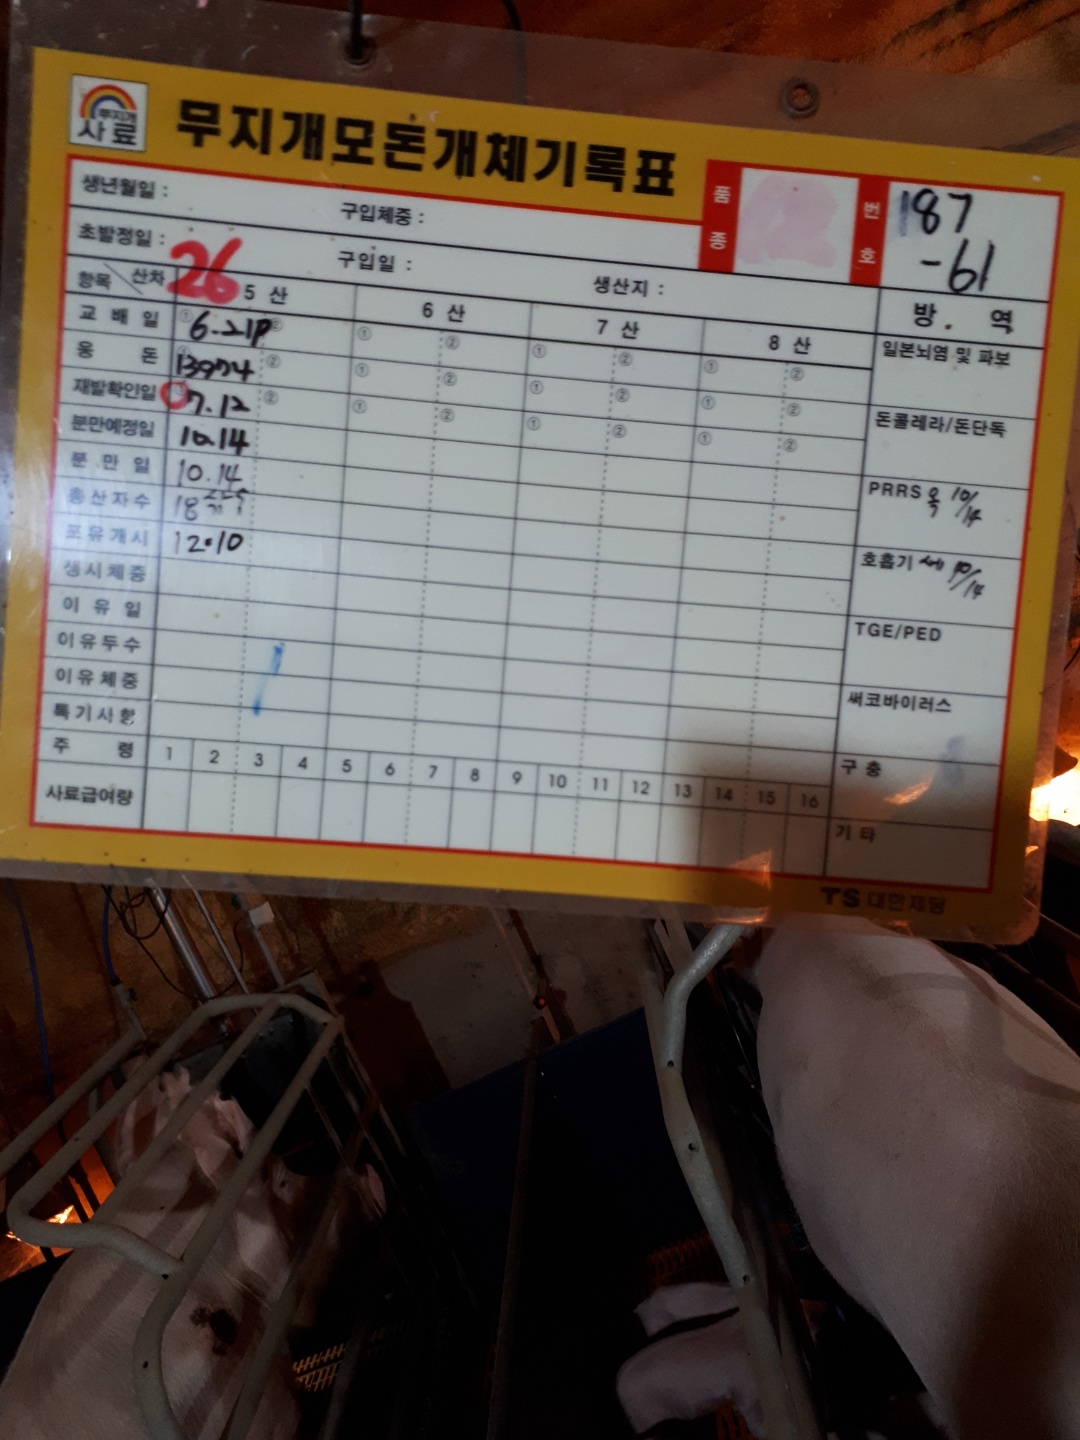 무지개
사료
무지개모돈개체기록표
품종
번호
187
-61
생년월일 :
구입체중 :
초발정일 :
구입일 :
생산지 :
26
항목 산차 5 산 6 산 7 산 8 산
교 배 일 ① 6.21P ② ① ② ① ② ① ②
웅 돈 13974 ② ① ② ① ② ① ②
재발확인일 7.12 ② ① ② ① ② ① ②
분만예정일 10.14
분 만 일 10.14
총산자수 18
포유개시 12.10
생시체중
이 유 일
이유두수
이유체중
특기사항
주 령 1 2 3 4 5 6 7 8 9 10 11 12 13 14 15 16
사료급여량
방. 역
일본뇌염 및 파보
돈콜레라/돈단독
PRRS 옥 10/14
호흡기 세 10/14
TGE/PED
써코바이러스
구 충
기 타
TS 대한제당